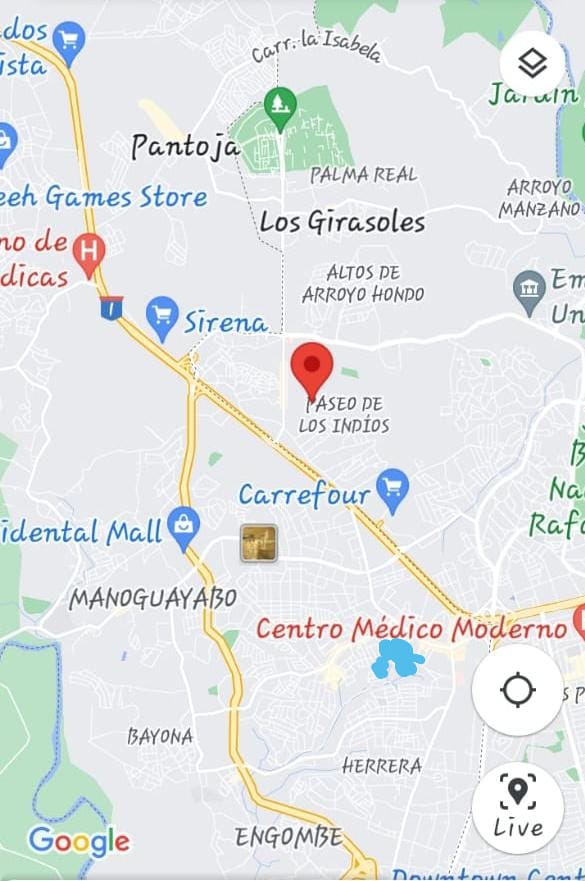 dos
ista
Carr. la Isabela
Jardín
Pantoja
PALMA REAL
eeh Games Store
ARROYO
MANZANO
Los Girasoles
no de
dicas
H
ALTOS DE
ARROYO HONDO
Em
Un
1
Sirena
PASEO DE
LOS INDÍOS
B
Na
Rafa
Carrefour
idental Mall
MANOGUAYABO
Centro Médico Moderno
H
S P
BAYONA
HERRERA
Live
Google
ENGOMBE
Downtown Cent